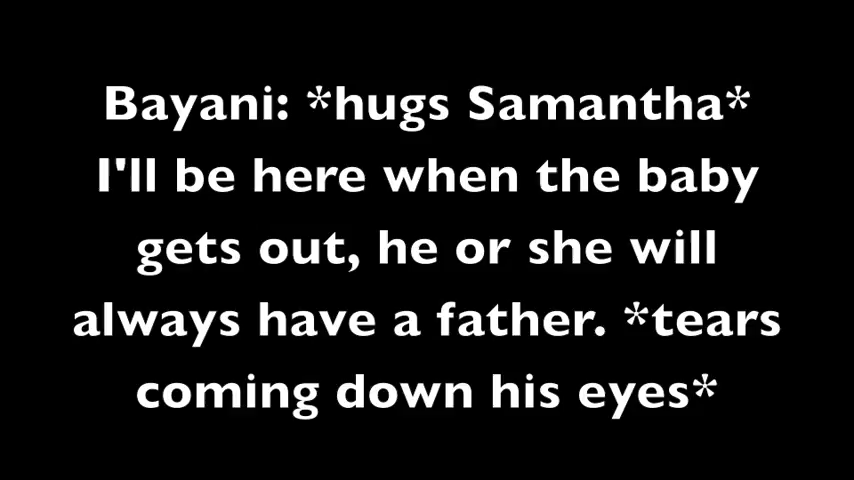 Bayani: *hugs Samantha*
I'll be here when the baby
gets out, he or she will
always have a father. *tears
coming down his eyes*